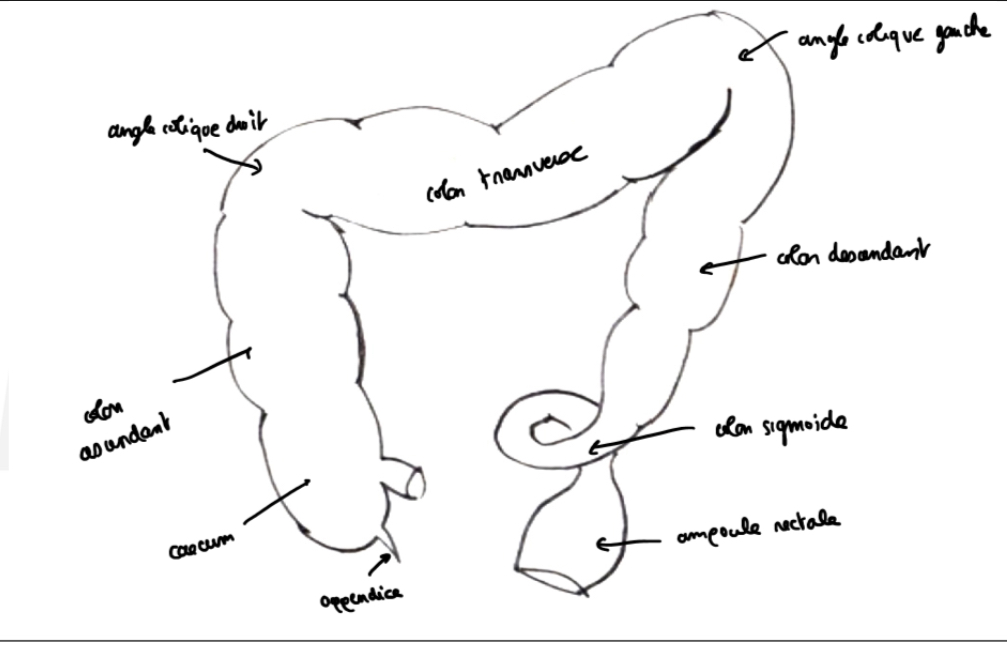 angle colique gauche
angle colique droit
colon transverse
colon descendant
colon
ascendant
colon sigmoide
caecum
ampoule rectale
appendice